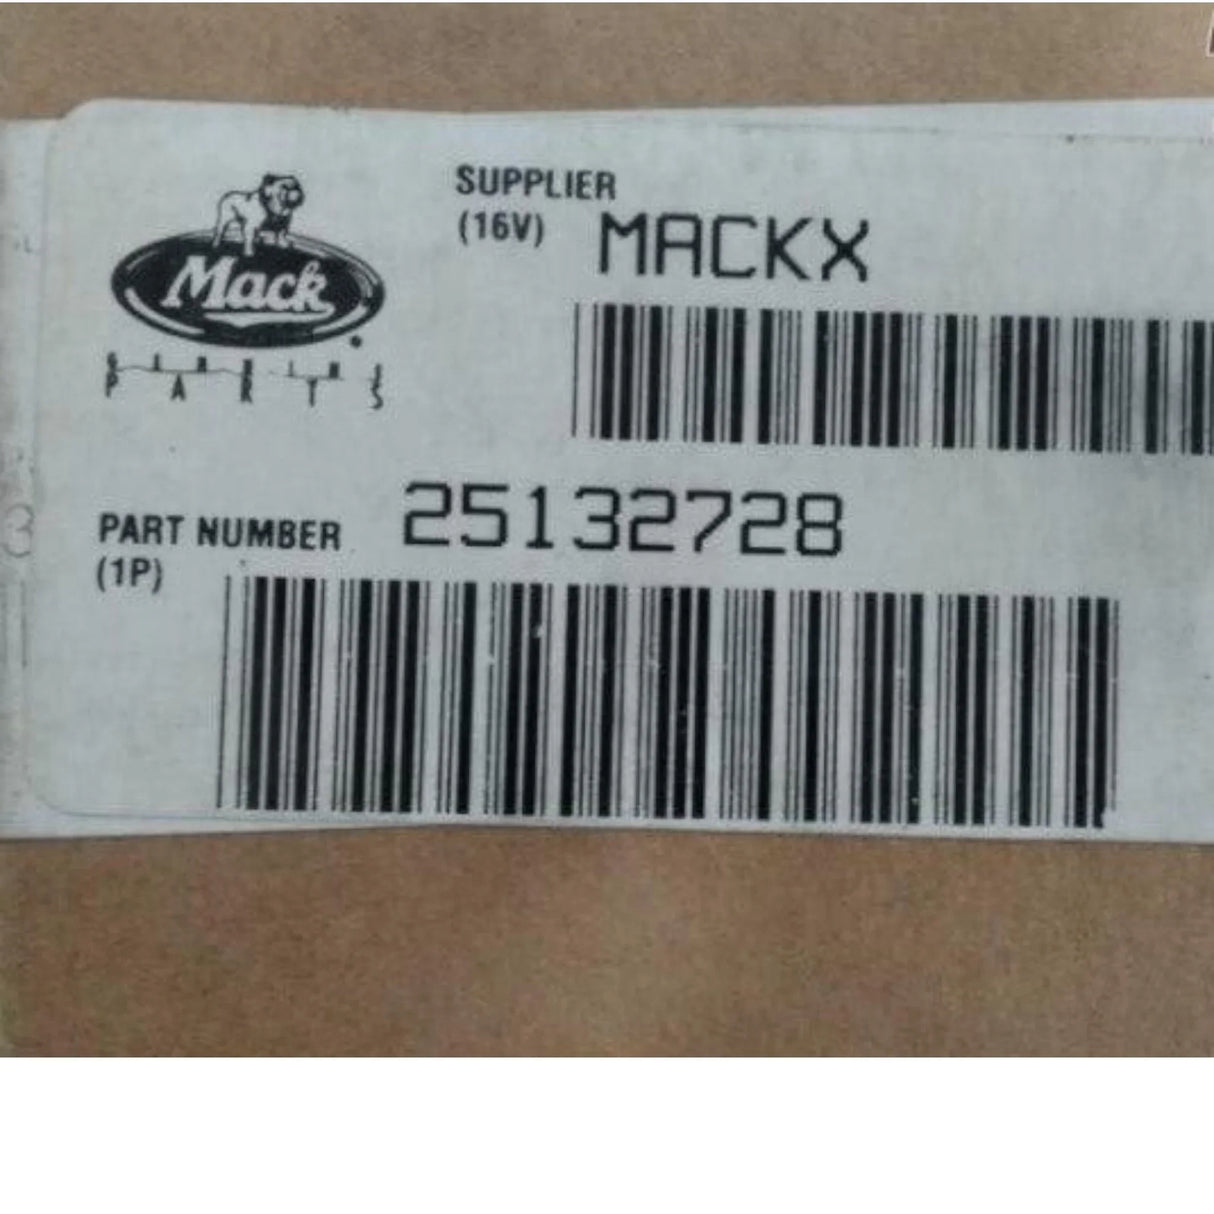 SUPPLIER
(16V) MACKX
Mack
PARTS
PART NUMBER 25132728
(1P)